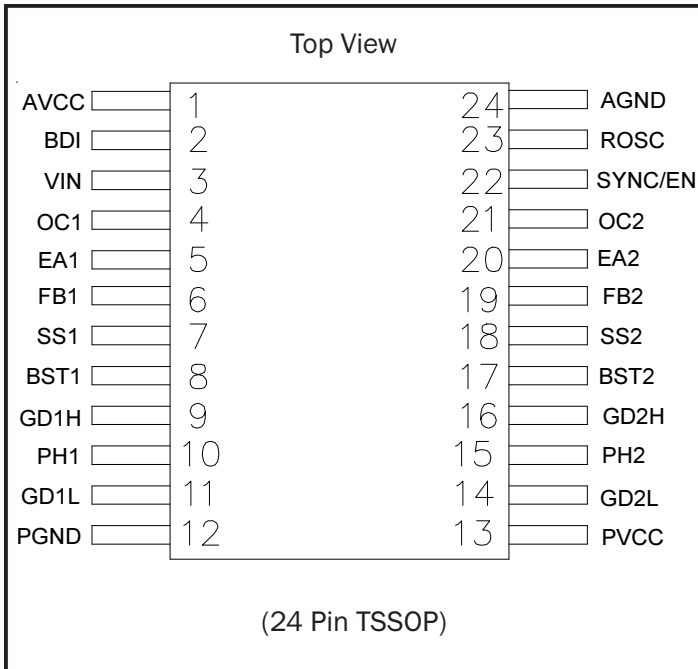 Top View
AVCC 1 24 AGND
BDI 2 23 ROSC
VIN 3 22 SYNC/EN
OC1 4 21 OC2
EA1 5 20 EA2
FB1 6 19 FB2
SS1 7 18 SS2
BST1 8 17 BST2
GD1H 9 16 GD2H
PH1 10 15 PH2
GD1L 11 14 GD2L
PGND 12 13 PVCC
(24 Pin TSSOP)